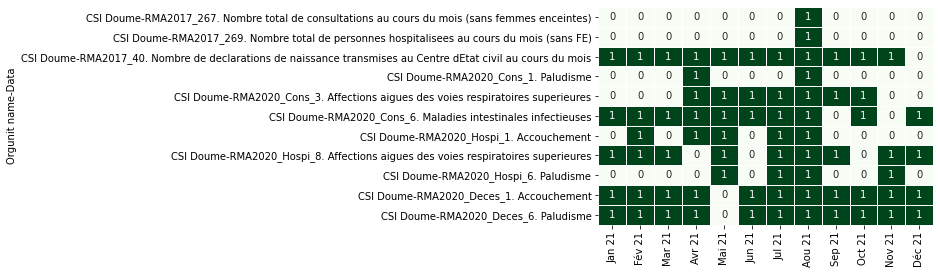 Orgunit name-Data
CSI Doume-RMA2017_267. Nombre total de consultations au cours du mois (sans femmes enceintes) 0 0 0 0 0 0 0 1 0 0 0 0
CSI Doume-RMA2017_269. Nombre total de personnes hospitalisees au cours du mois (sans FE) 0 0 0 0 0 0 0 1 0 0 0 0
CSI Doume-RMA2017_40. Nombre de declarations de naissance transmises au Centre dEtat civil au cours du mois 1 1 1 1 1 1 1 1 1 1 1 0
CSI Doume-RMA2020_Cons_1. Paludisme 0 0 0 1 0 0 0 1 0 0 0 0
CSI Doume-RMA2020_Cons_3. Affections aigues des voies respiratoires superieures 0 0 0 1 1 1 1 1 1 1 0 0
CSI Doume-RMA2020_Cons_6. Maladies intestinales infectieuses 1 1 1 1 1 1 1 1 0 1 0 1
CSI Doume-RMA2020_Hospi_1. Accouchement 0 1 0 1 1 0 1 1 0 0 0 0
CSI Doume-RMA2020_Hospi_8. Affections aigues des voies respiratoires superieures 1 1 1 0 1 0 1 1 1 0 1 1
CSI Doume-RMA2020_Hospi_6. Paludisme 0 0 0 0 1 0 1 1 0 0 1 0
CSI Doume-RMA2020_Deces_1. Accouchement 1 1 1 1 0 1 1 1 1 1 1 1
CSI Doume-RMA2020_Deces_6. Paludisme 1 1 1 1 0 1 1 1 1 1 1 1
Jan 21 Fév 21 Mar 21 Avr 21 Mai 21 Jun 21 Jul 21 Aou 21 Sep 21 Oct 21 Nov 21 Déc 21